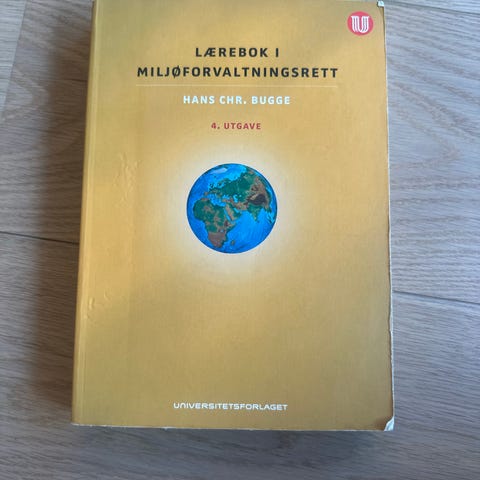 LÆREBOK I
MILJØFORVALTNINGSRETT
HANS CHR. BUGGE
4. UTGAVE
UNIVERSITETSFORLAGET